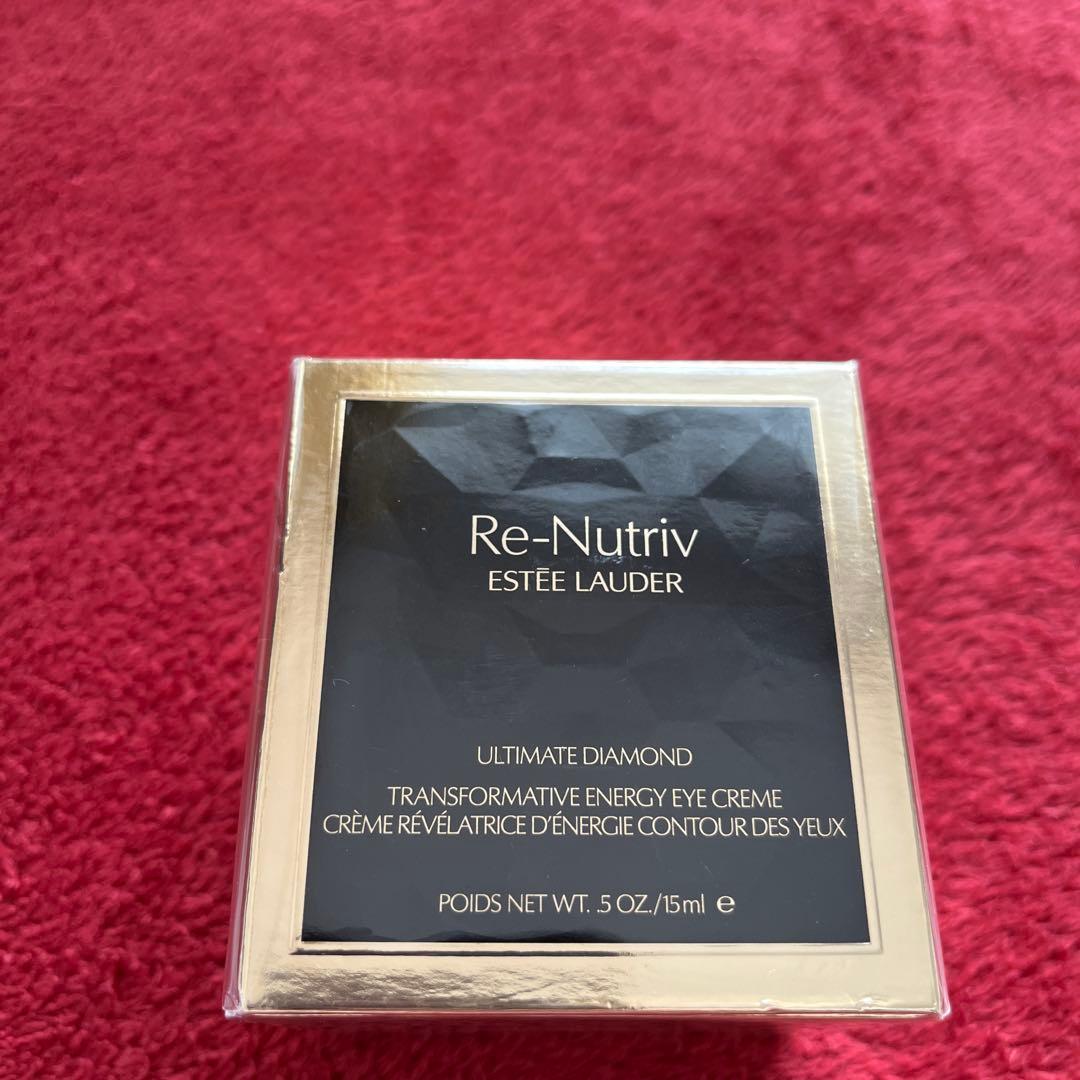 Re-Nutriv
ESTĒE LAUDER
ULTIMATE DIAMOND
TRANSFORMATIVE ENERGY EYE CREME
CRÈME RÉVÉLATRICE D'ÉNERGIE CONTOUR DES YEUX
POIDS NET WT. .5 OZ./15ml ℮